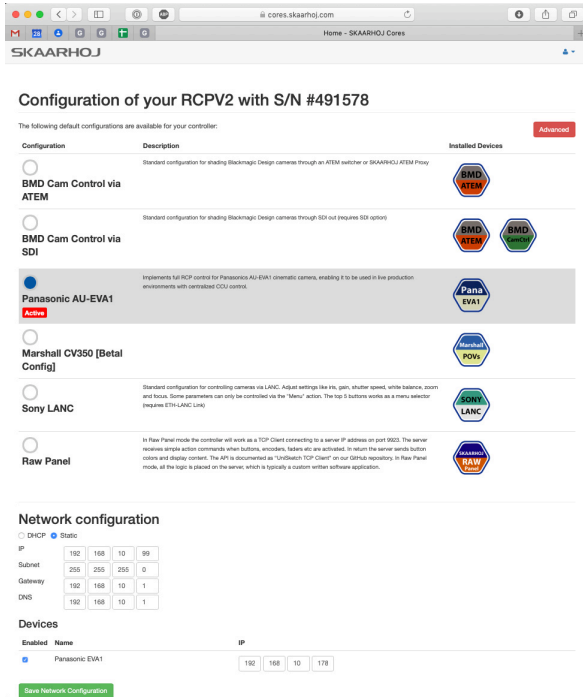 cores.skaarhoj.com
28
G
G
G
Home - SKAARHOJ Cores
SKAARHOJ
Configuration of your RCPV2 with S/N #491578
The following default configurations are available for your controller:
Advanced
Configuration Description Installed Devices
BMD Cam Control via
ATEM
Standard configuration for shading Blackmagic Design cameras through an ATEM switcher or SKAARHOJ ATEM Proxy
BMD
ATEM
BMD Cam Control via
SDI
Standard configuration for shading Blackmagic Design cameras through SDI out (requires SDI option)
BMD
ATEM
BMD
CamCtrl
Panasonic AU-EVA1
Active
Implements full RCP control for Panasonics AU-EVA1 cinematic camera, enabling it to be used in live production
environments with centralized CCU control.
Pana
EVA1
Marshall CV350 [Betal
Config]
Marshall
POVs
Sony LANC
Standard configuration for controlling cameras via LANC. Adjust settings like iris, gain, shutter speed, white balance, zoom
and focus. Some parameters can only be controlled via the "Menu" action. The top 5 buttons works as a menu selector
(requires ETH-LANC Link)
SONY
LANC
Raw Panel
In Raw Panel mode the controller will work as a TCP Client connecting to a server IP address on port 9923. The server
receives simple action commands when buttons, encoders, faders etc are activated. In return the server sends button
colors and display content. The API is documented as "UniSketch TCP Client" on our GitHub repository. In Raw Panel
mode, all the logic is placed on the server, which is typically a custom written software application.
SKAARHOJ
RAW
Panel
Network configuration
DHCP Static
IP 192 168 10 99
Subnet 255 255 255 0
Gateway 192 168 10 1
DNS 192 168 10 1
Devices
Enabled Name IP
Panasonic EVA1 192 168 10 178
Save Network Configuration